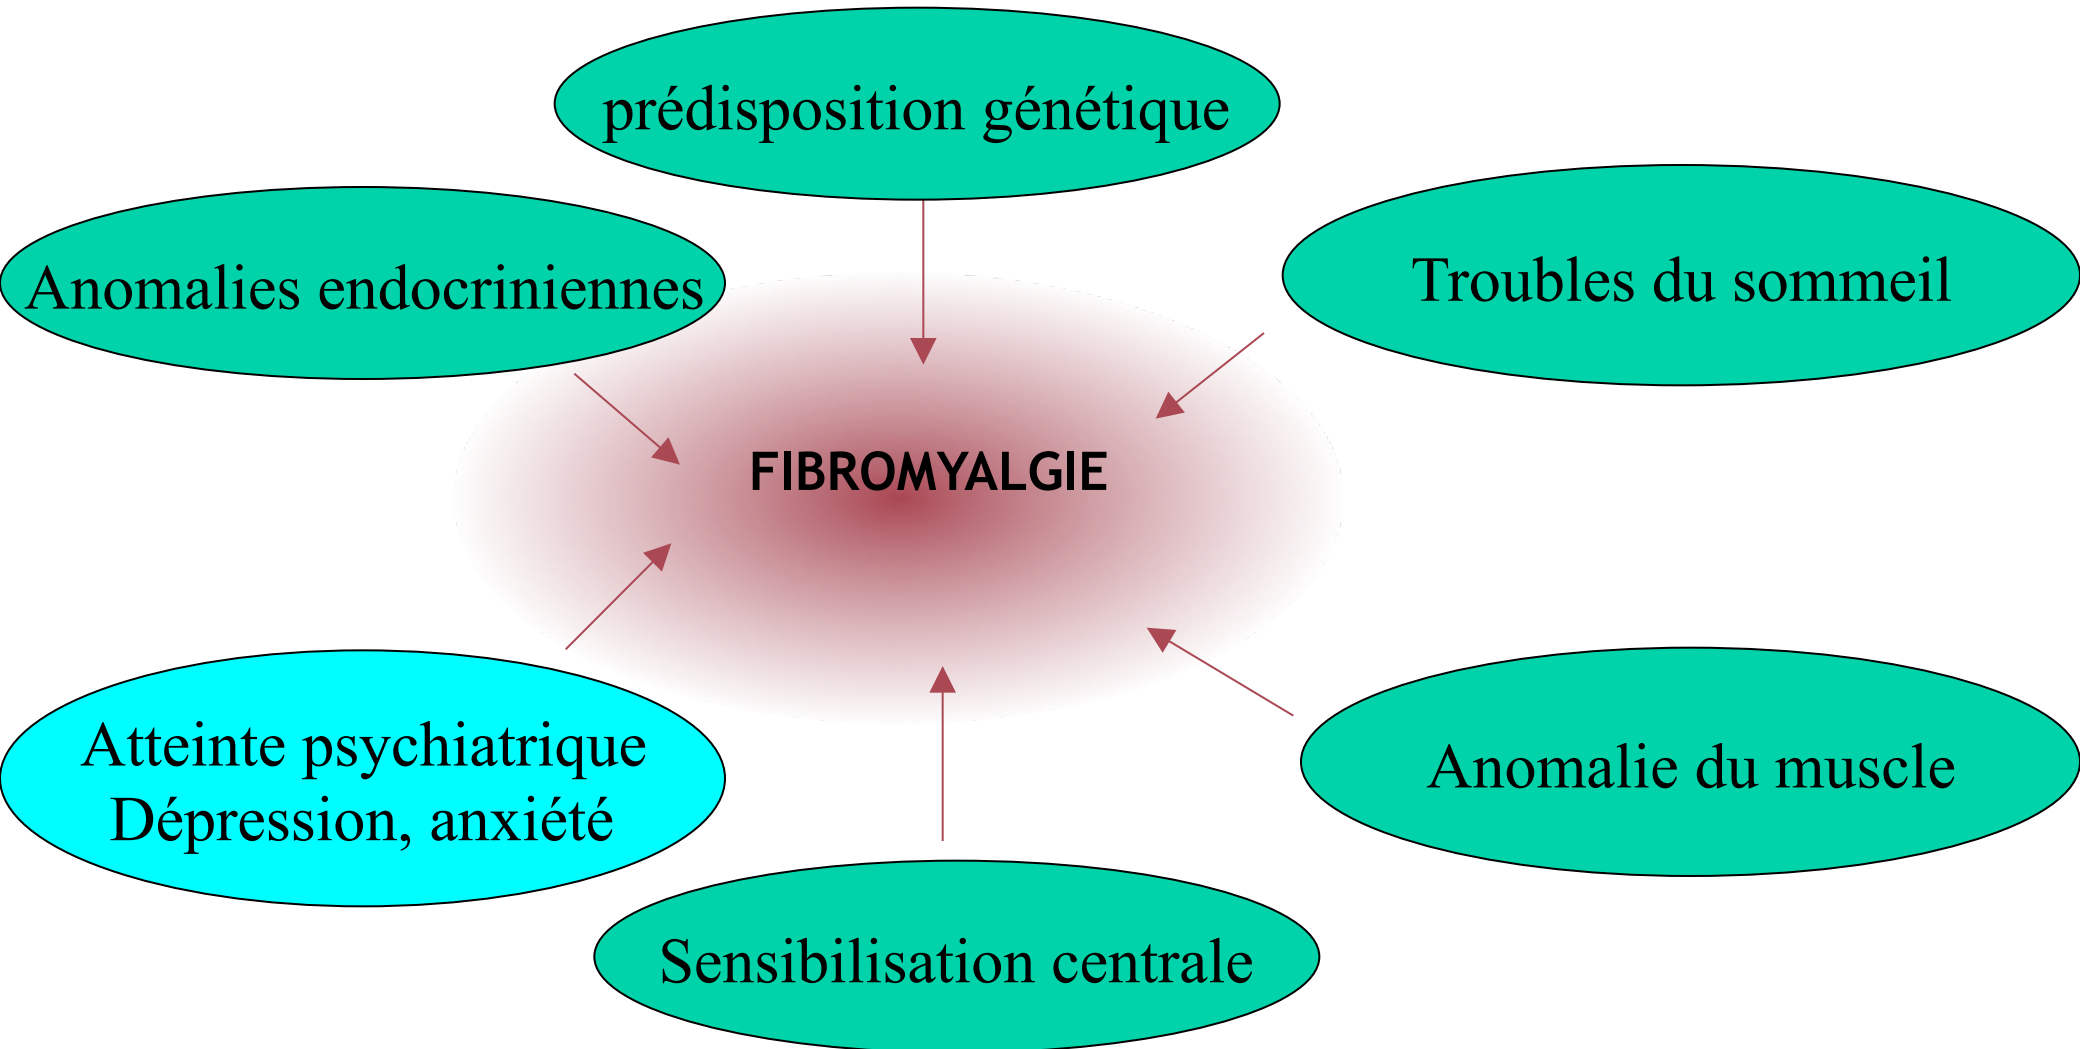 prédisposition génétique
Anomalies endocriniennes
Troubles du sommeil
FIBROMYALGIE
Atteinte psychiatrique
Dépression, anxiété
Anomalie du muscle
Sensibilisation centrale